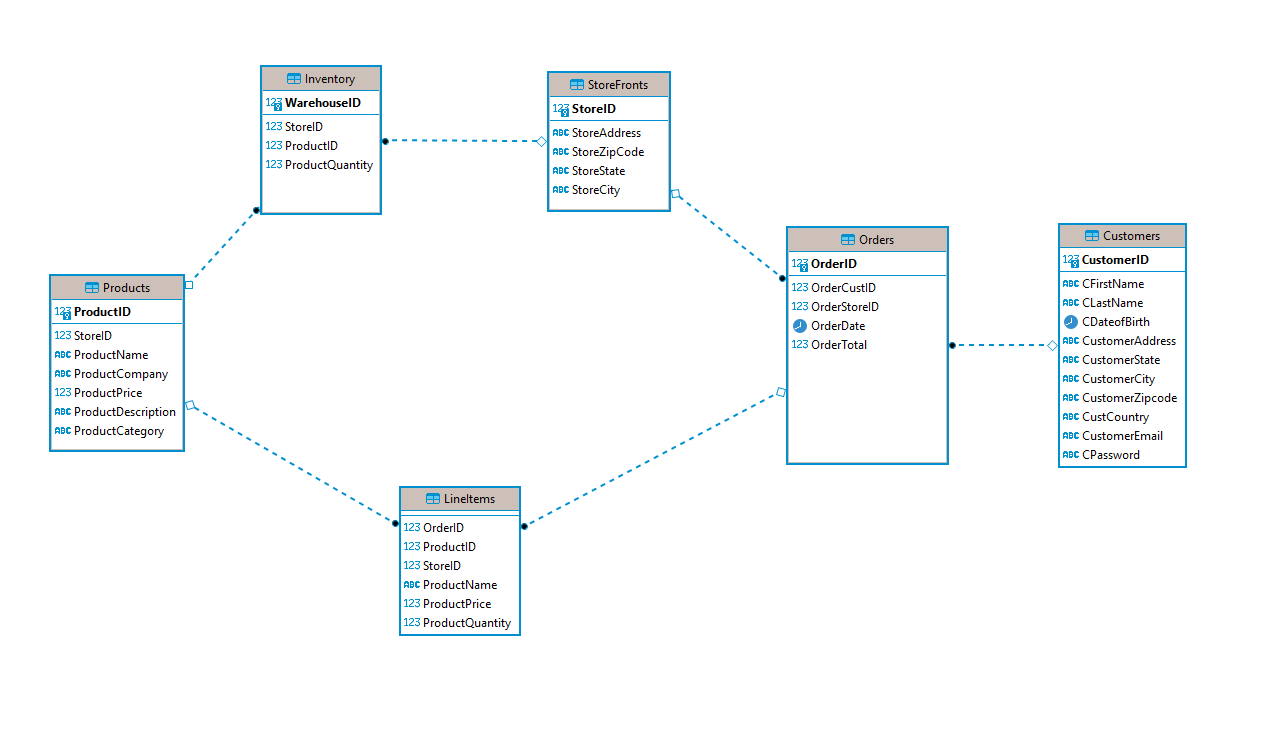 Inventory
123 WarehouseID
123 StoreID
123 ProductID
123 ProductQuantity
StoreFronts
123 StoreID
ABC StoreAddress
ABC StoreZipCode
ABC StoreState
ABC StoreCity
Orders
123 OrderID
123 OrderCustID
123 OrderStoreID
OrderDate
123 OrderTotal
Customers
123 CustomerID
ABC CFirstName
ABC CLastName
CDateofBirth
ABC CustomerAddress
ABC CustomerState
ABC CustomerCity
ABC CustomerZipcode
ABC CustCountry
ABC CustomerEmail
ABC CPassword
Products
123 ProductID
123 StoreID
ABC ProductName
ABC ProductCompany
123 ProductPrice
ABC ProductDescription
ABC ProductCategory
LineItems
123 OrderID
123 ProductID
123 StoreID
ABC ProductName
123 ProductPrice
123 ProductQuantity